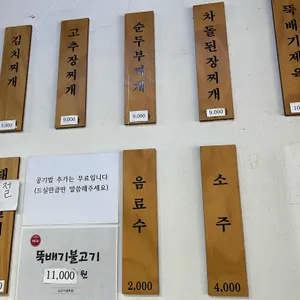 김치찌개
고추장찌개
9,000
순두부찌개
9,000
차돌된장찌개
9,000
뚝배기제육
공기밥 추가는 무료입니다
(드실만큼만 말씀해주세요)
뚝배기불고기
11,000 원
음료수
2,000
소주
4,000